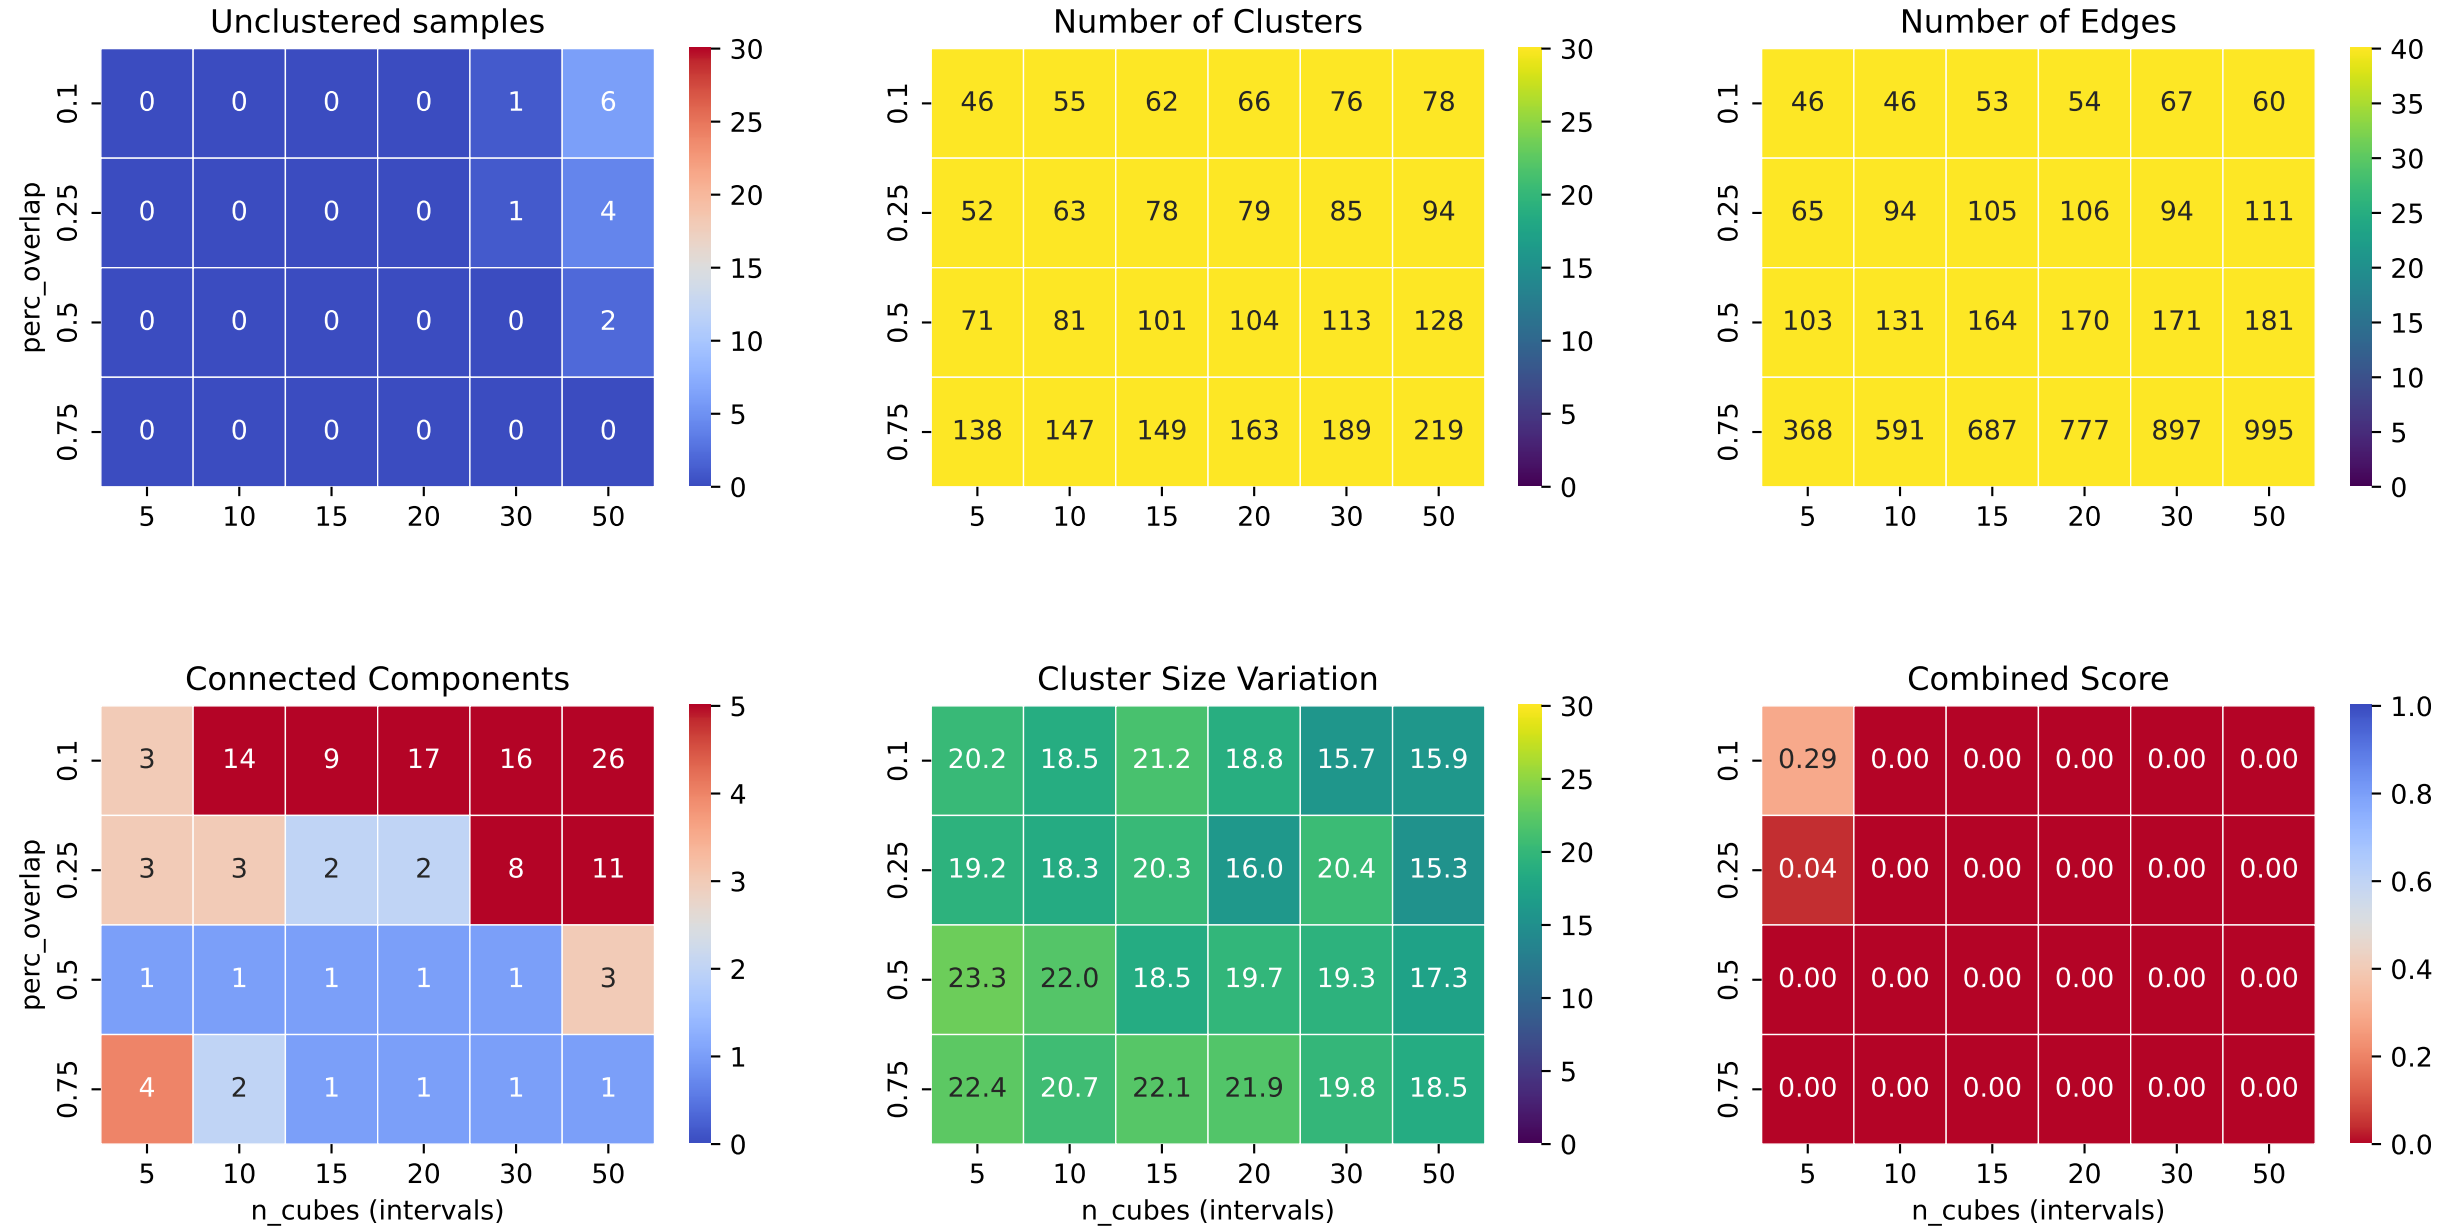 Unclustered samples
perc_overlap
0.1
0.25
0.5
0.75
0 0 0 0 1 6
0 0 0 0 1 4
0 0 0 0 0 2
0 0 0 0 0 0
5 10 15 20 30 50
30
25
20
15
10
5
0
Number of Clusters
0.1
0.25
0.5
0.75
46 55 62 66 76 78
52 63 78 79 85 94
71 81 101 104 113 128
138 147 149 163 189 219
5 10 15 20 30 50
30
25
20
15
10
5
0
Number of Edges
0.1
0.25
0.5
0.75
46 46 53 54 67 60
65 94 105 106 94 111
103 131 164 170 171 181
368 591 687 777 897 995
5 10 15 20 30 50
40
35
30
25
20
15
10
5
0
Connected Components
perc_overlap
0.1
0.25
0.5
0.75
3 14 9 17 16 26
3 3 2 2 8 11
1 1 1 1 1 3
4 2 1 1 1 1
5 10 15 20 30 50
n_cubes (intervals)
5
4
3
2
1
0
Cluster Size Variation
0.1
0.25
0.5
0.75
20.2 18.5 21.2 18.8 15.7 15.9
19.2 18.3 20.3 16.0 20.4 15.3
23.3 22.0 18.5 19.7 19.3 17.3
22.4 20.7 22.1 21.9 19.8 18.5
5 10 15 20 30 50
n_cubes (intervals)
30
25
20
15
10
5
0
Combined Score
0.1
0.25
0.5
0.75
0.29 0.00 0.00 0.00 0.00 0.00
0.04 0.00 0.00 0.00 0.00 0.00
0.00 0.00 0.00 0.00 0.00 0.00
0.00 0.00 0.00 0.00 0.00 0.00
5 10 15 20 30 50
n_cubes (intervals)
1.0
0.8
0.6
0.4
0.2
0.0